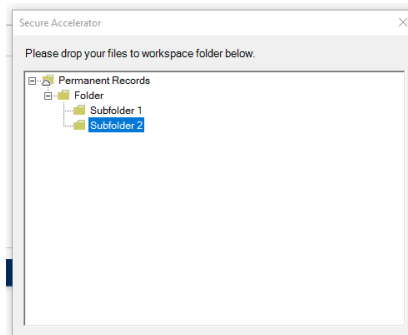 Secure Accelerator
Please drop your files to workspace folder below.
Permanent Records
Folder
Subfolder 1
Subfolder 2